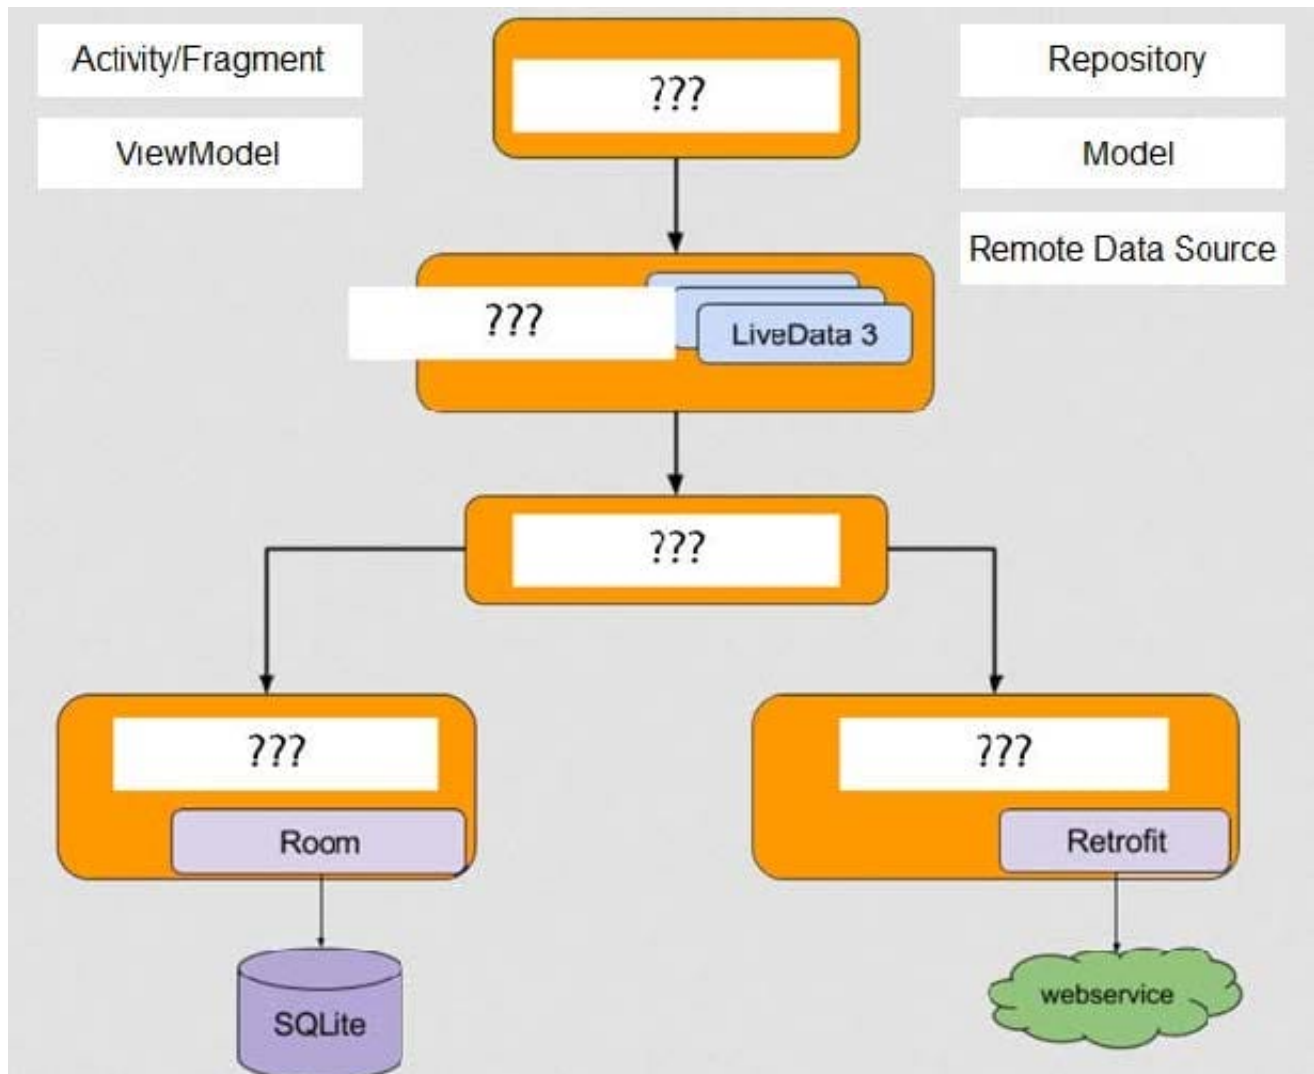 Activity/Fragment
ViewModel
???
Repository
Model
Remote Data Source
???
LiveData 3
???
???
Room
???
Retrofit
SQLite
webservice